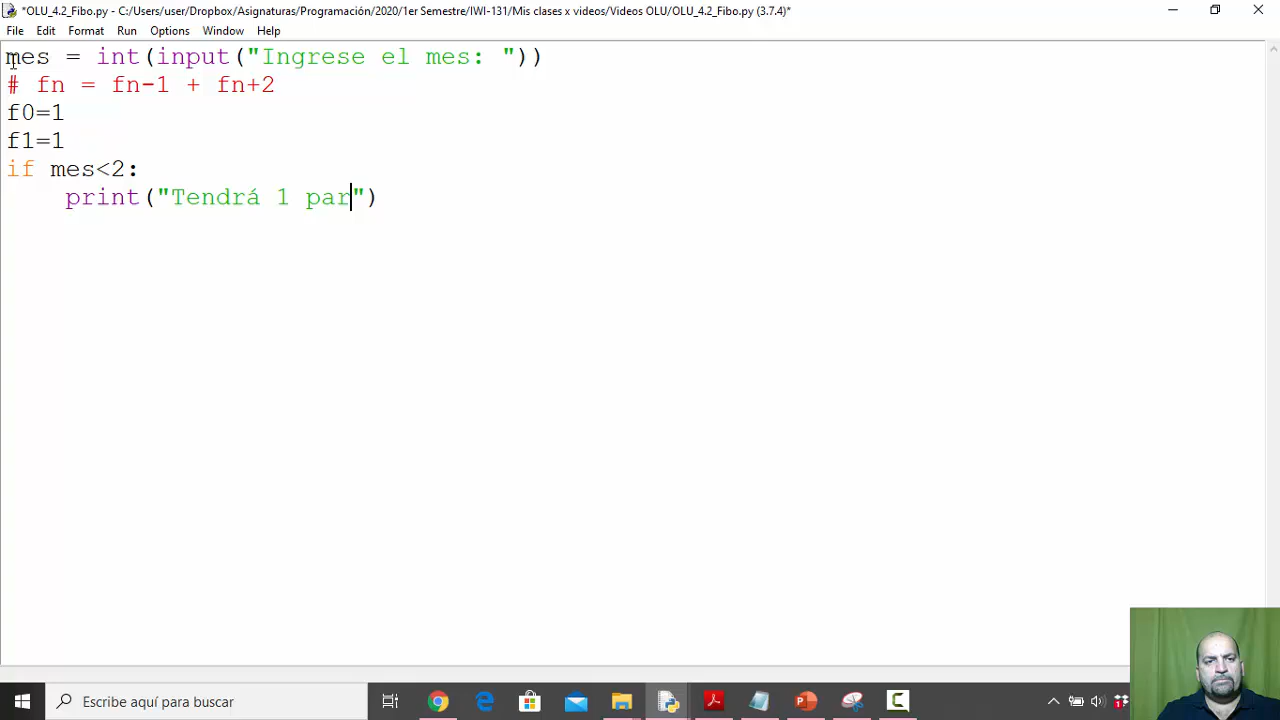 *OLU_4.2_Fibo.py - C:/Users/user/Dropbox/Asignaturas/Programación/2020/1er Semestre/IWI-131/Mis clases x videos/Videos OLU/OLU_4.2_Fibo.py (3.7.4)*
File Edit Format Run Options Window Help
mes = int(input("Ingrese el mes: "))
# fn = fn-1 + fn+2
f0=1
f1=1
if mes<2:
    print("Tendrá 1 par")
Escribe aquí para buscar